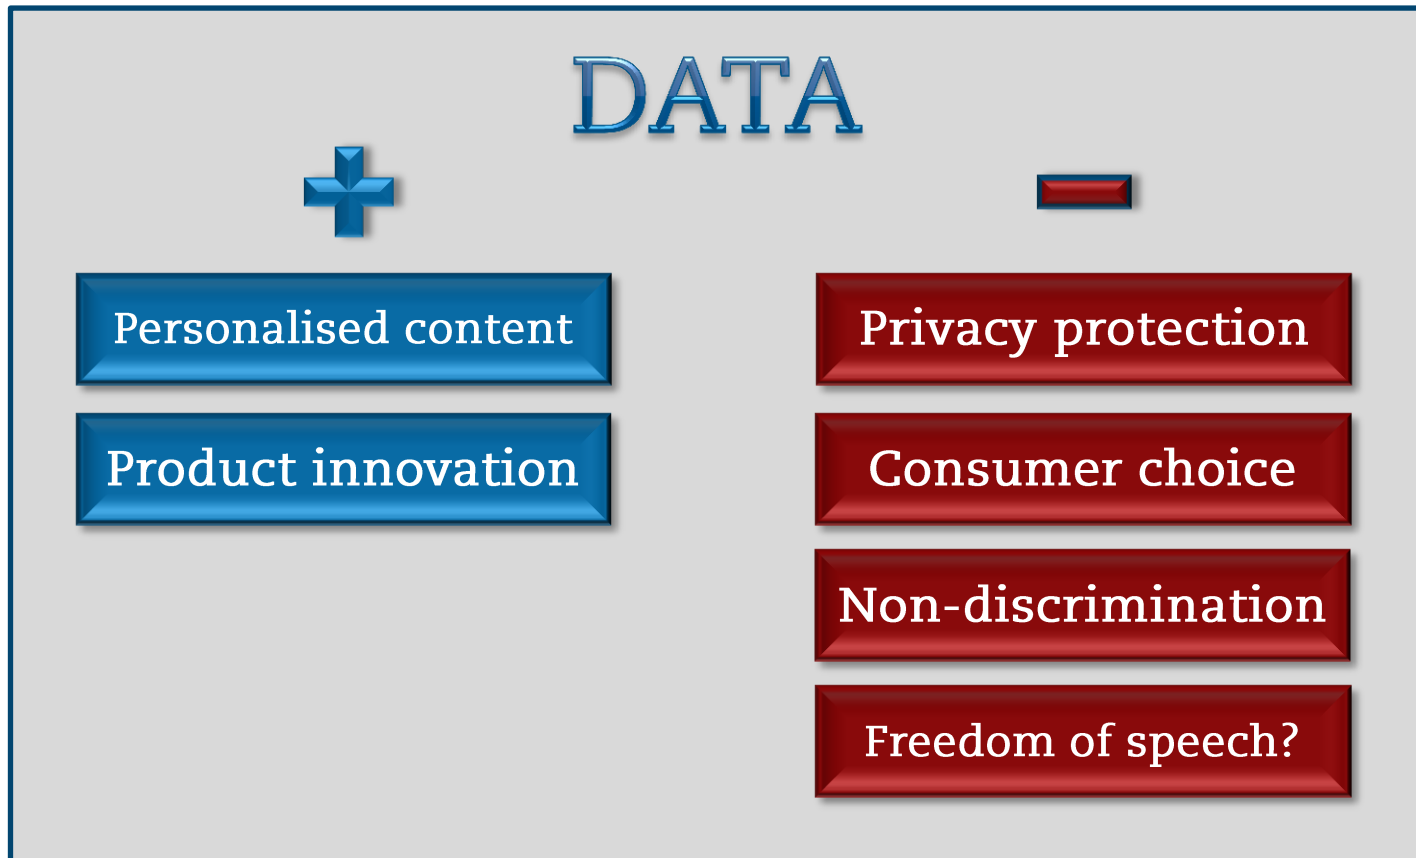 DATA
Personalised content
Product innovation
Privacy protection
Consumer choice
Non-discrimination
Freedom of speech?